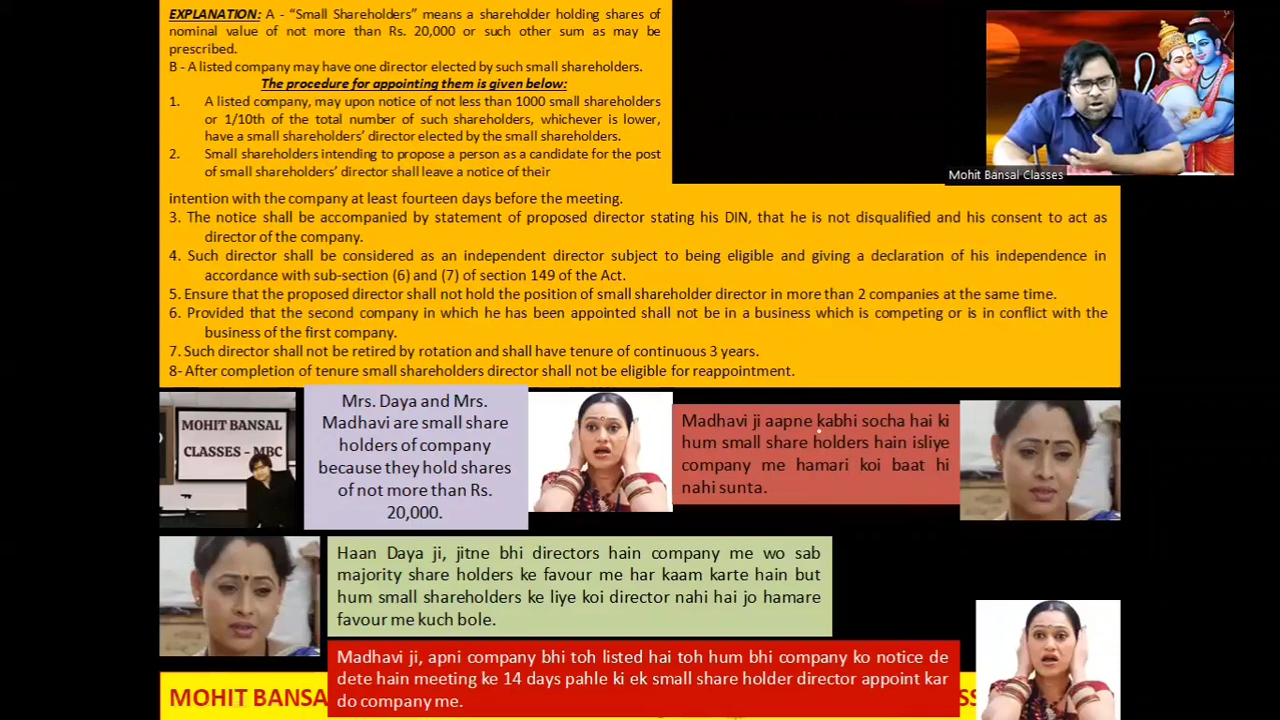 EXPLANATION: A - “Small Shareholders” means a shareholder holding shares of
nominal value of not more than Rs. 20,000 or such other sum as may be
prescribed.
B - A listed company may have one director elected by such small shareholders.
The procedure for appointing them is given below:
1. A listed company, may upon notice of not less than 1000 small shareholders
or 1/10th of the total number of such shareholders, whichever is lower,
have a small shareholders’ director elected by the small shareholders.
2. Small shareholders intending to propose a person as a candidate for the post
of small shareholders’ director shall leave a notice of their
intention with the company at least fourteen days before the meeting.
3. The notice shall be accompanied by statement of proposed director stating his DIN, that he is not disqualified and his consent to act as
director of the company.
4. Such director shall be considered as an independent director subject to being eligible and giving a declaration of his independence in
accordance with sub-section (6) and (7) of section 149 of the Act.
5. Ensure that the proposed director shall not hold the position of small shareholder director in more than 2 companies at the same time.
6. Provided that the second company in which he has been appointed shall not be in a business which is competing or is in conflict with the
business of the first company.
7. Such director shall not be retired by rotation and shall have tenure of continuous 3 years.
8- After completion of tenure small shareholders director shall not be eligible for reappointment.
Mohit Bansal Classes
MOHIT BANSAL
CLASSES - MBC
Mrs. Daya and Mrs.
Madhavi are small share
holders of company
because they hold shares
of not more than Rs.
20,000.
Madhavi ji aapne kabhi socha hai ki
hum small share holders hain isliye
company me hamari koi baat hi
nahi sunta.
Haan Daya ji, jitne bhi directors hain company me wo sab
majority share holders ke favour me har kaam karte hain but
hum small shareholders ke liye koi director nahi hai jo hamare
favour me kuch bole.
Madhavi ji, apni company bhi toh listed hai toh hum bhi company ko notice de
dete hain meeting ke 14 days pahle ki ek small share holder director appoint kar
do company me.
MOHIT BANSA